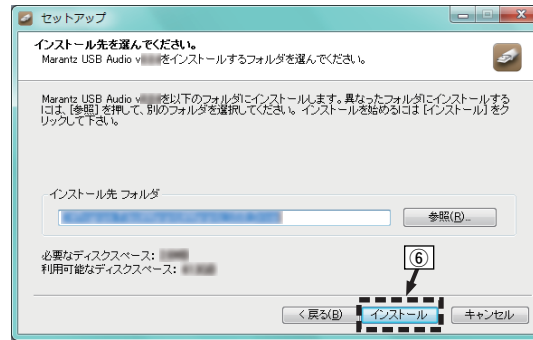 セットアップ
インストール先を選んでください。
Marantz USB Audio v をインストールするフォルダを選んでください。
Marantz USB Audio v を以下のフォルダにインストールします。異なったフォルダにインストールする
には、[参照] を押して、別のフォルダを選択してください。 インストールを始めるには [インストール] をク
リックして下さい。
インストール先 フォルダ
参照(R)...
必要なディスクスペース:
利用可能なディスクスペース:
⑥
< 戻る(B)
インストール
キャンセル